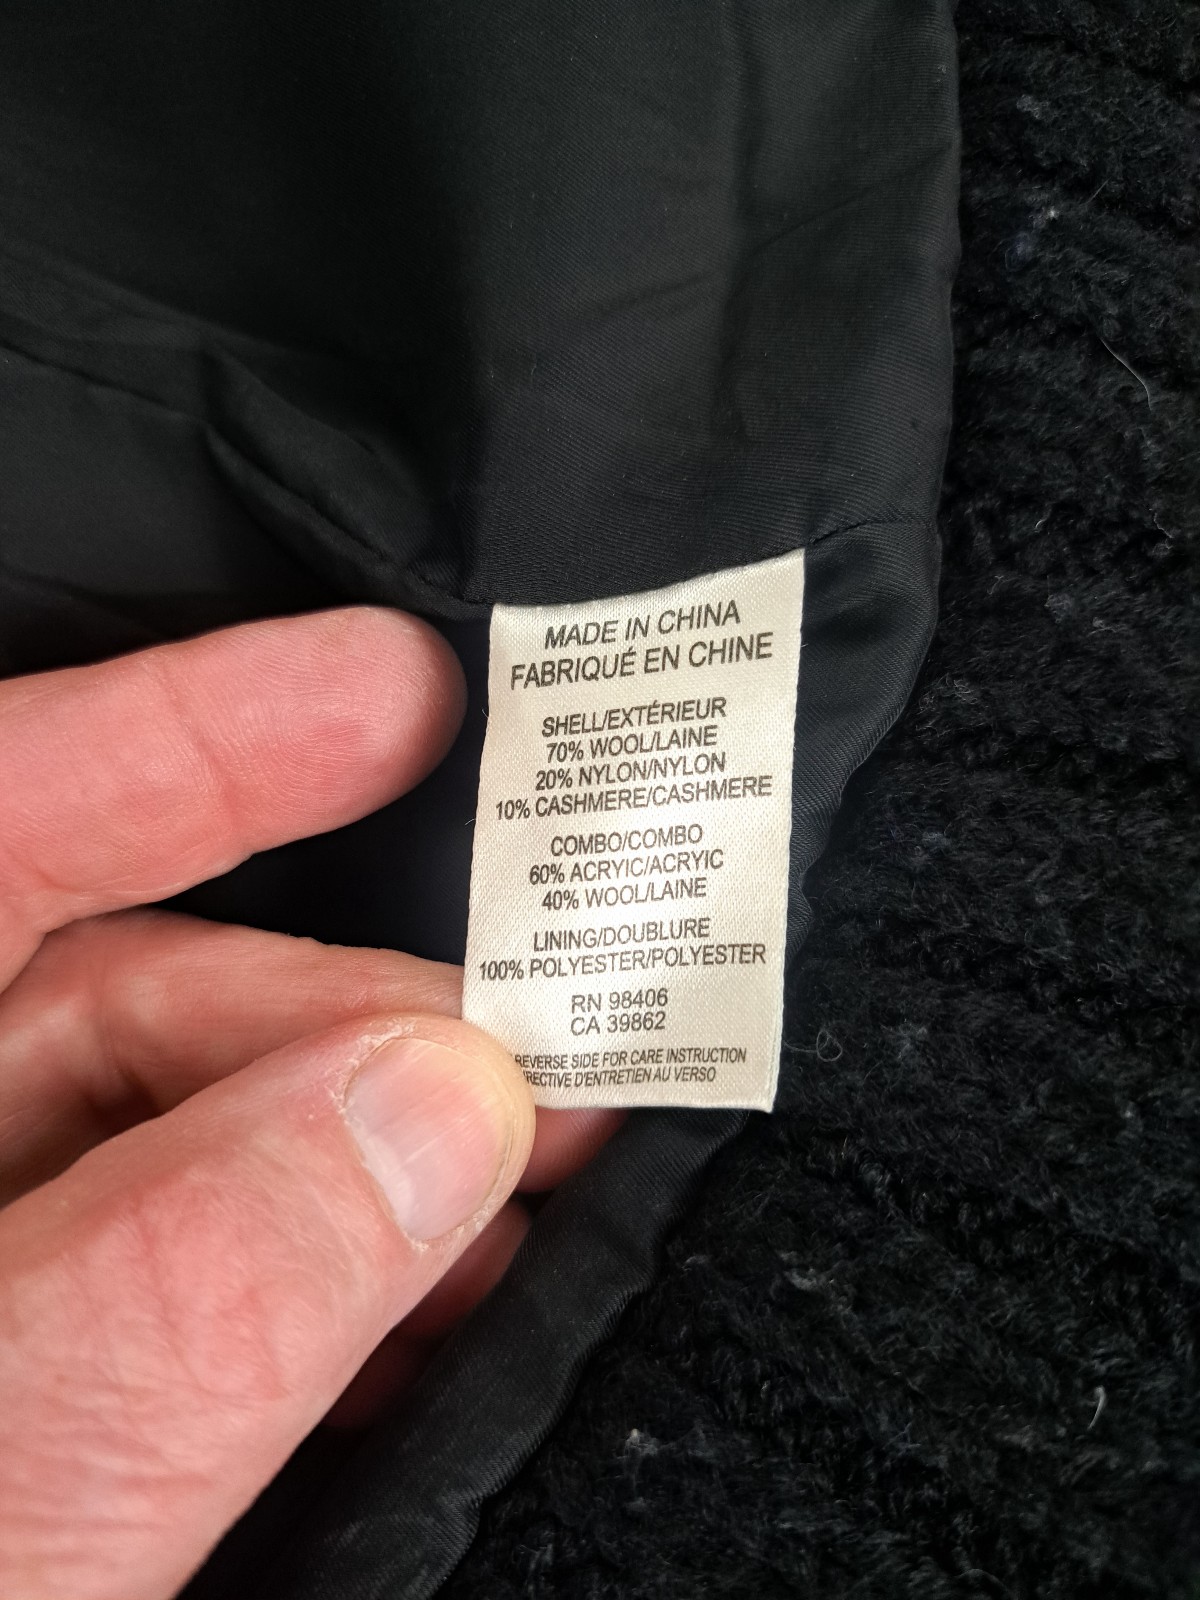 MADE IN CHINA
FABRIQUÉ EN CHINE
SHELL/EXTÉRIEUR
70% WOOL/LAINE
20% NYLON/NYLON
10% CASHMERE/CASHMERE
COMBO/COMBO
60% ACRYIC/ACRYIC
40% WOOL/LAINE
LINING/DOUBLURE
100% POLYESTER/POLYESTER
RN 98406
CA 39862
REVERSE SIDE FOR CARE INSTRUCTION
D'ENTRETIEN AU VERSO